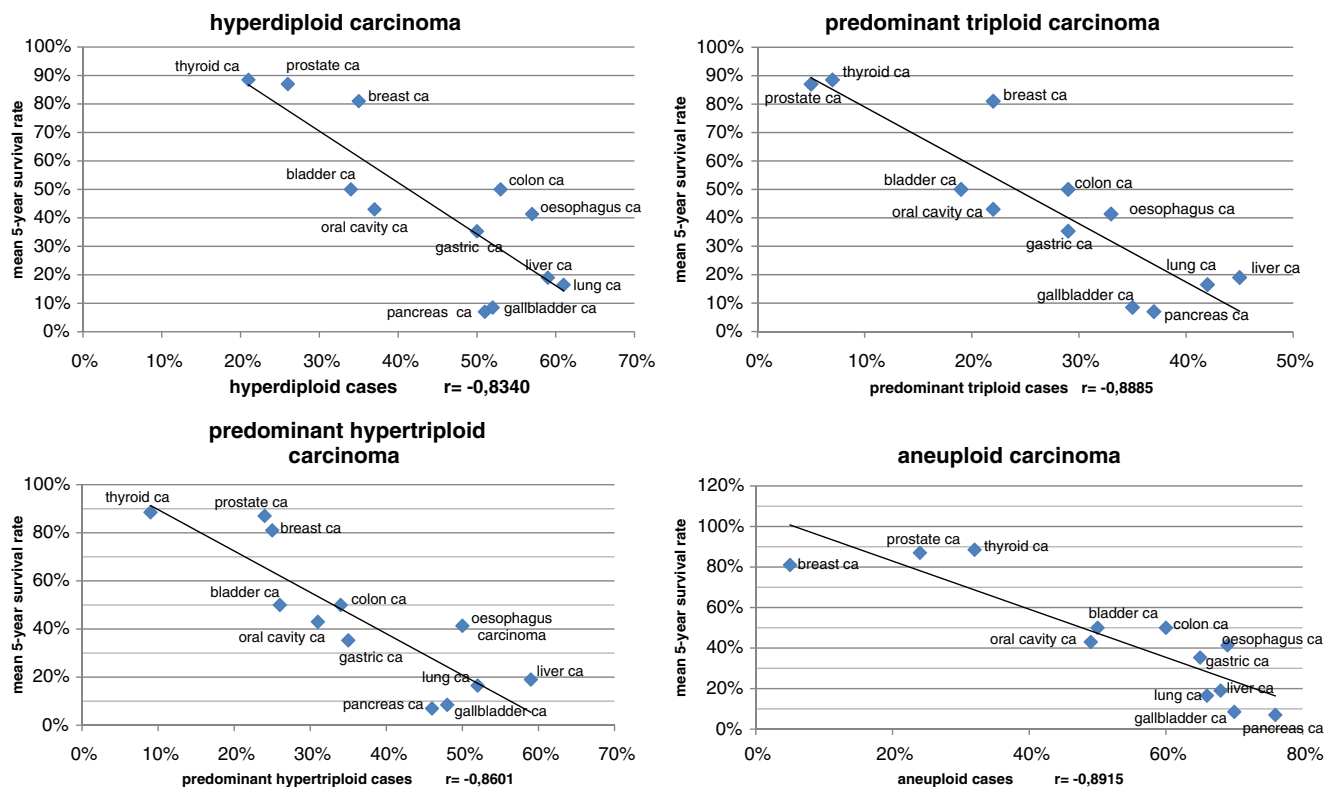 hyperdiploid carcinoma
100%
90%
80%
70%
60%
50%
40%
30%
20%
10%
0%
mean 5-year survival rate
thyroid ca
prostate ca
breast ca
bladder ca
colon ca
oral cavity ca
oesophagus ca
gastric ca
liver ca
lung ca
pancreas ca
gallbladder ca
0% 10% 20% 30% 40% 50% 60% 70%
hyperdiploid cases r= -0,8340
predominant triploid carcinoma
100%
90%
80%
70%
60%
50%
40%
30%
20%
10%
0%
mean 5-year survival rate
thyroid ca
prostate ca
breast ca
bladder ca
colon ca
oral cavity ca
oesophagus ca
gastric ca
lung ca
liver ca
gallbladder ca
pancreas ca
0% 10% 20% 30% 40% 50%
predominant triploid cases r= -0,8885
predominant hypertriploid
carcinoma
100%
80%
60%
40%
20%
0%
mean 5-year survival rate
thyroid ca
prostate ca
breast ca
bladder ca
colon ca
oral cavity ca
oesophagus
carcinoma
gastric ca
lung ca
liver ca
pancreas ca
gallbladder ca
0% 10% 20% 30% 40% 50% 60% 70%
predominant hypertriploid cases r= -0,8601
aneuploid carcinoma
120%
100%
80%
60%
40%
20%
0%
mean 5-year survival rate
prostate ca
thyroid ca
breast ca
bladder ca
colon ca
oral cavity ca
oesophagus ca
gastric ca
liver ca
lung ca
gallbladder ca
pancreas ca
0% 20% 40% 60% 80%
aneuploid cases r= -0,8915